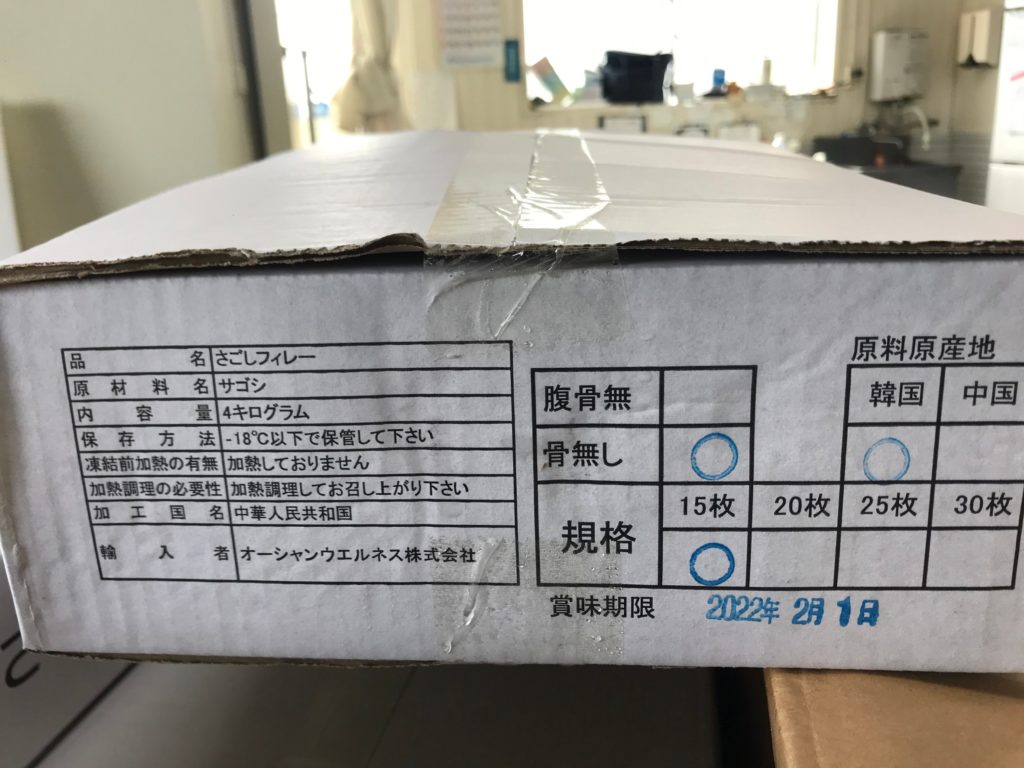 品名 さごしフィレー
原材料名 サゴシ
内容量 4キログラム
保存方法 -18℃以下で保管して下さい
凍結前加熱の有無 加熱しておりません
加熱調理の必要性 加熱調理してお召し上がり下さい
加工国名 中華人民共和国
輸入者 オーシャンウエルネス株式会社
原料原産地
腹骨無 韓国 中国
骨無し ○ ○
規格 15枚 20枚 25枚 30枚
○
賞味期限 2022年 2月 1日